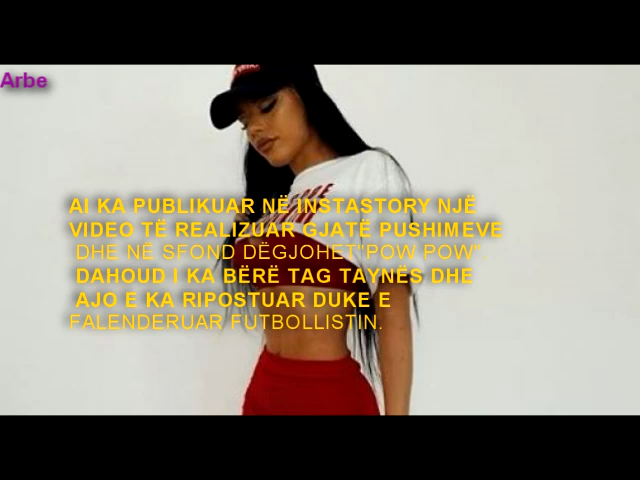 Arbe
AI KA PUBLIKUAR NË INSTASTORY NJË
VIDEO TË REALIZUAR GJATË PUSHIMEVE
DHE NË SFOND DËGJOHET"POW POW".
DAHOUD I KA BËRË TAG TAYNËS DHE
AJO E KA RIPOSTUAR DUKE E
FALENDERUAR FUTBOLLISTIN.